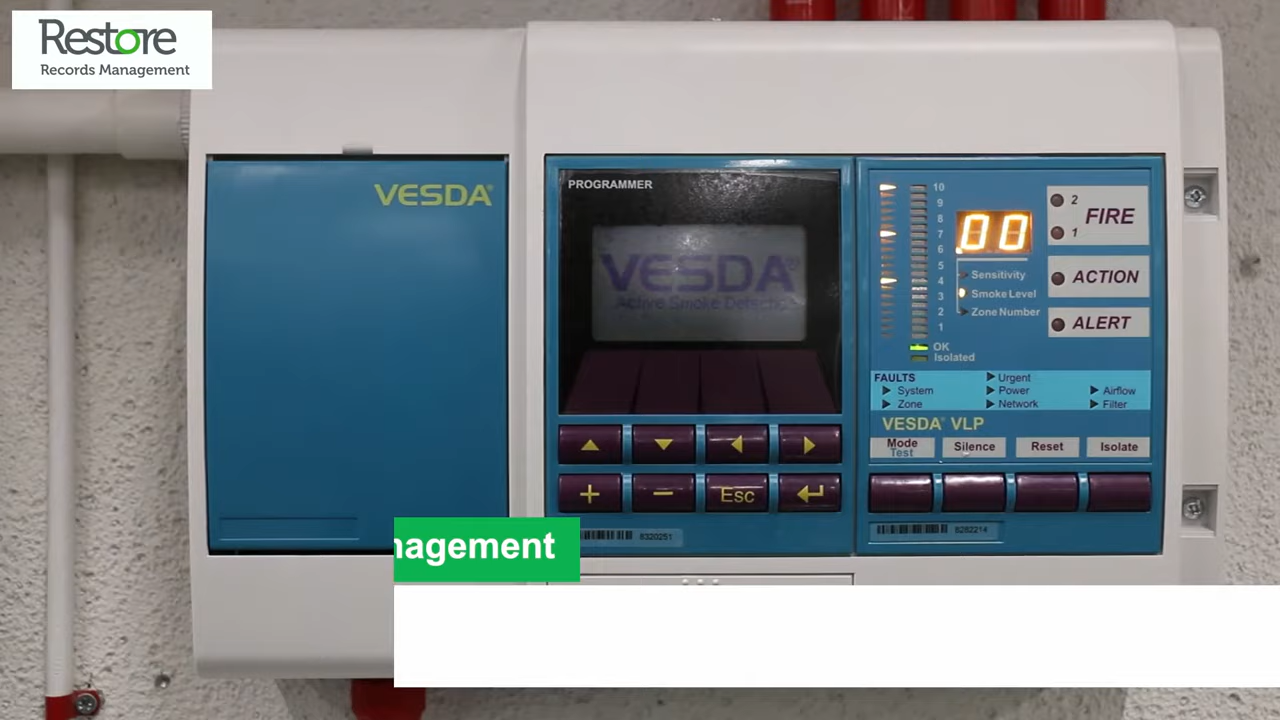 Restore
Records Management
VESDA®
PROGRAMMER
VESDA®
Active Smoke Detection
10
9
8
7
6
5
4
3
2
1
OK
Isolated
00
Sensitivity
Smoke Level
Zone Number
2
1
FIRE
ACTION
ALERT
FAULTS
System
Zone
Urgent
Power
Network
Airflow
Filter
VESDA® VLP
Mode
Test
Silence
Reset
Isolate
Esc
6320251
6262214
nagement